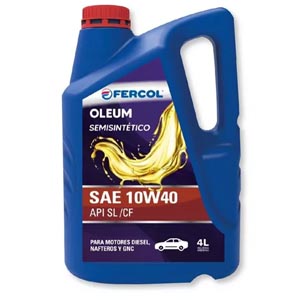 FERCOL
OLEUM
SEMISINTÉTICO
SAE 10W40
API SL/CF
PARA MOTORES DIESEL,
NAFTEROS Y GNC
4L